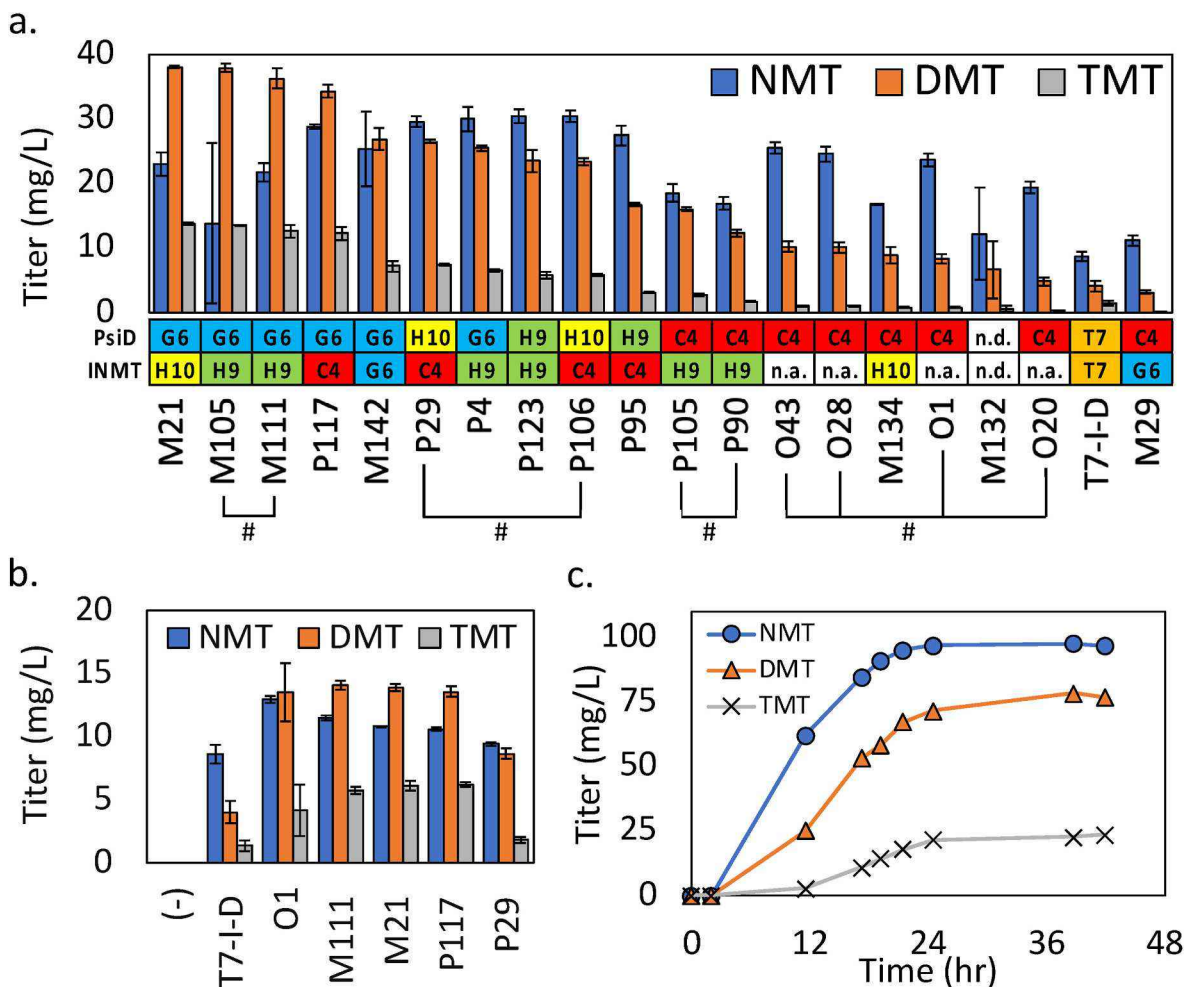 a.
40
30
20
10
0
Titer (mg/L)
NMT DMT TMT
PsiD G6 G6 G6 G6 G6 H10 G6 H9 H10 H9 C4 C4 C4 C4 C4 C4 n.d. C4 T7 C4
INMT H10 H9 H9 C4 G6 C4 H9 H9 C4 C4 H9 H9 n.a. n.a. H10 n.a. n.d. n.a. T7 G6
M21 M105 M111 P117 M142 P29 P4 P123 P106 P95 P105 P90 O43 O28 M134 O1 M132 O20 T7-I-D M29
# # # #
b.
20
15
10
5
0
Titer (mg/L)
NMT DMT TMT
(-) T7-I-D O1 M111 M21 P117 P29
c.
100
75
50
25
0
Titer (mg/L)
NMT
DMT
TMT
0 12 24 36 48
Time (hr)